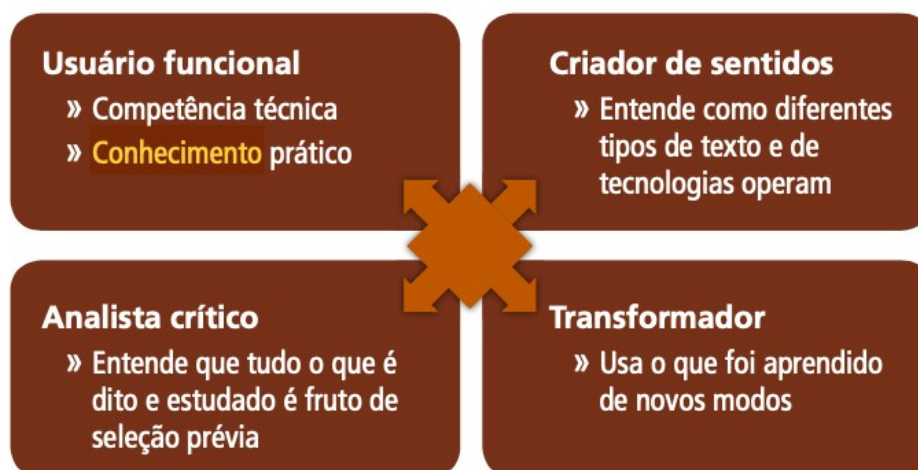 Usuário funcional
» Competência técnica
» Conhecimento prático
Criador de sentidos
» Entende como diferentes
tipos de texto e de
tecnologias operam
Analista crítico
» Entende que tudo o que é
dito e estudado é fruto de
seleção prévia
Transformador
» Usa o que foi aprendido
de novos modos